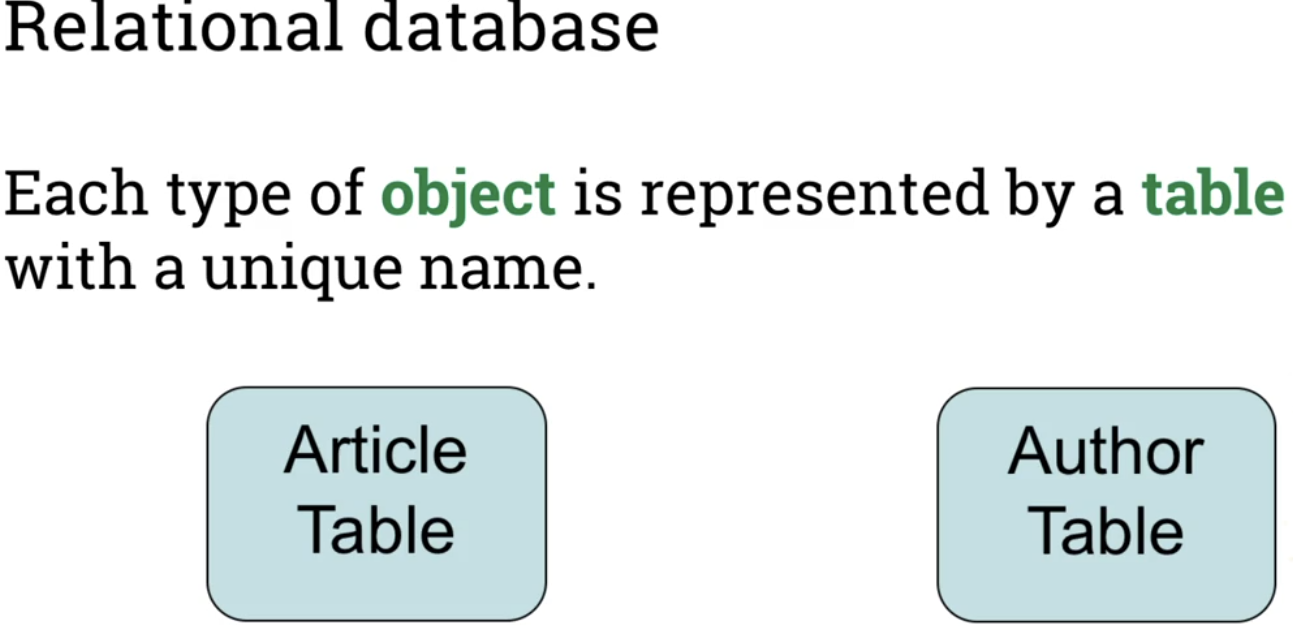 Relational database
Each type of object is represented by a table
with a unique name.
Article
Table
Author
Table